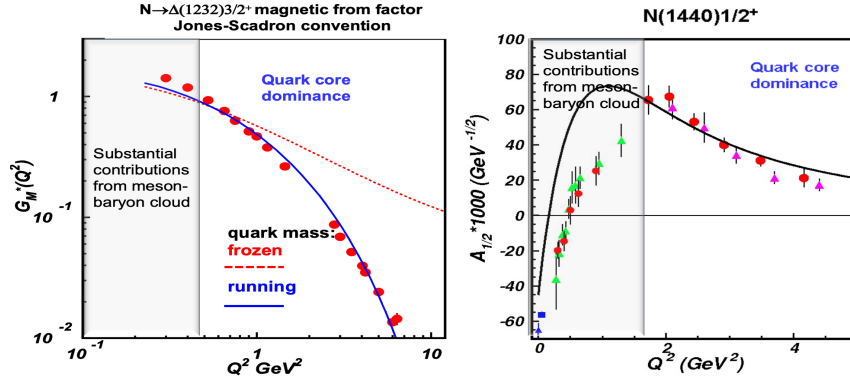 N→Δ(1232)3/2⁺ magnetic from factor
Jones-Scadron convention
G_M*(Q²)
1
10⁻¹
10⁻²
Substantial
contributions
from meson-
baryon cloud
Quark core
dominance
quark mass:
frozen
running
10⁻¹
1
10
Q² GeV²
N(1440)1/2⁺
A_1/2*1000 (GeV⁻¹/²)
100
80
60
40
20
0
-20
-40
-60
Substantial
contributions
from meson-
baryon cloud
Quark core
dominance
0
2
4
Q² (GeV²)